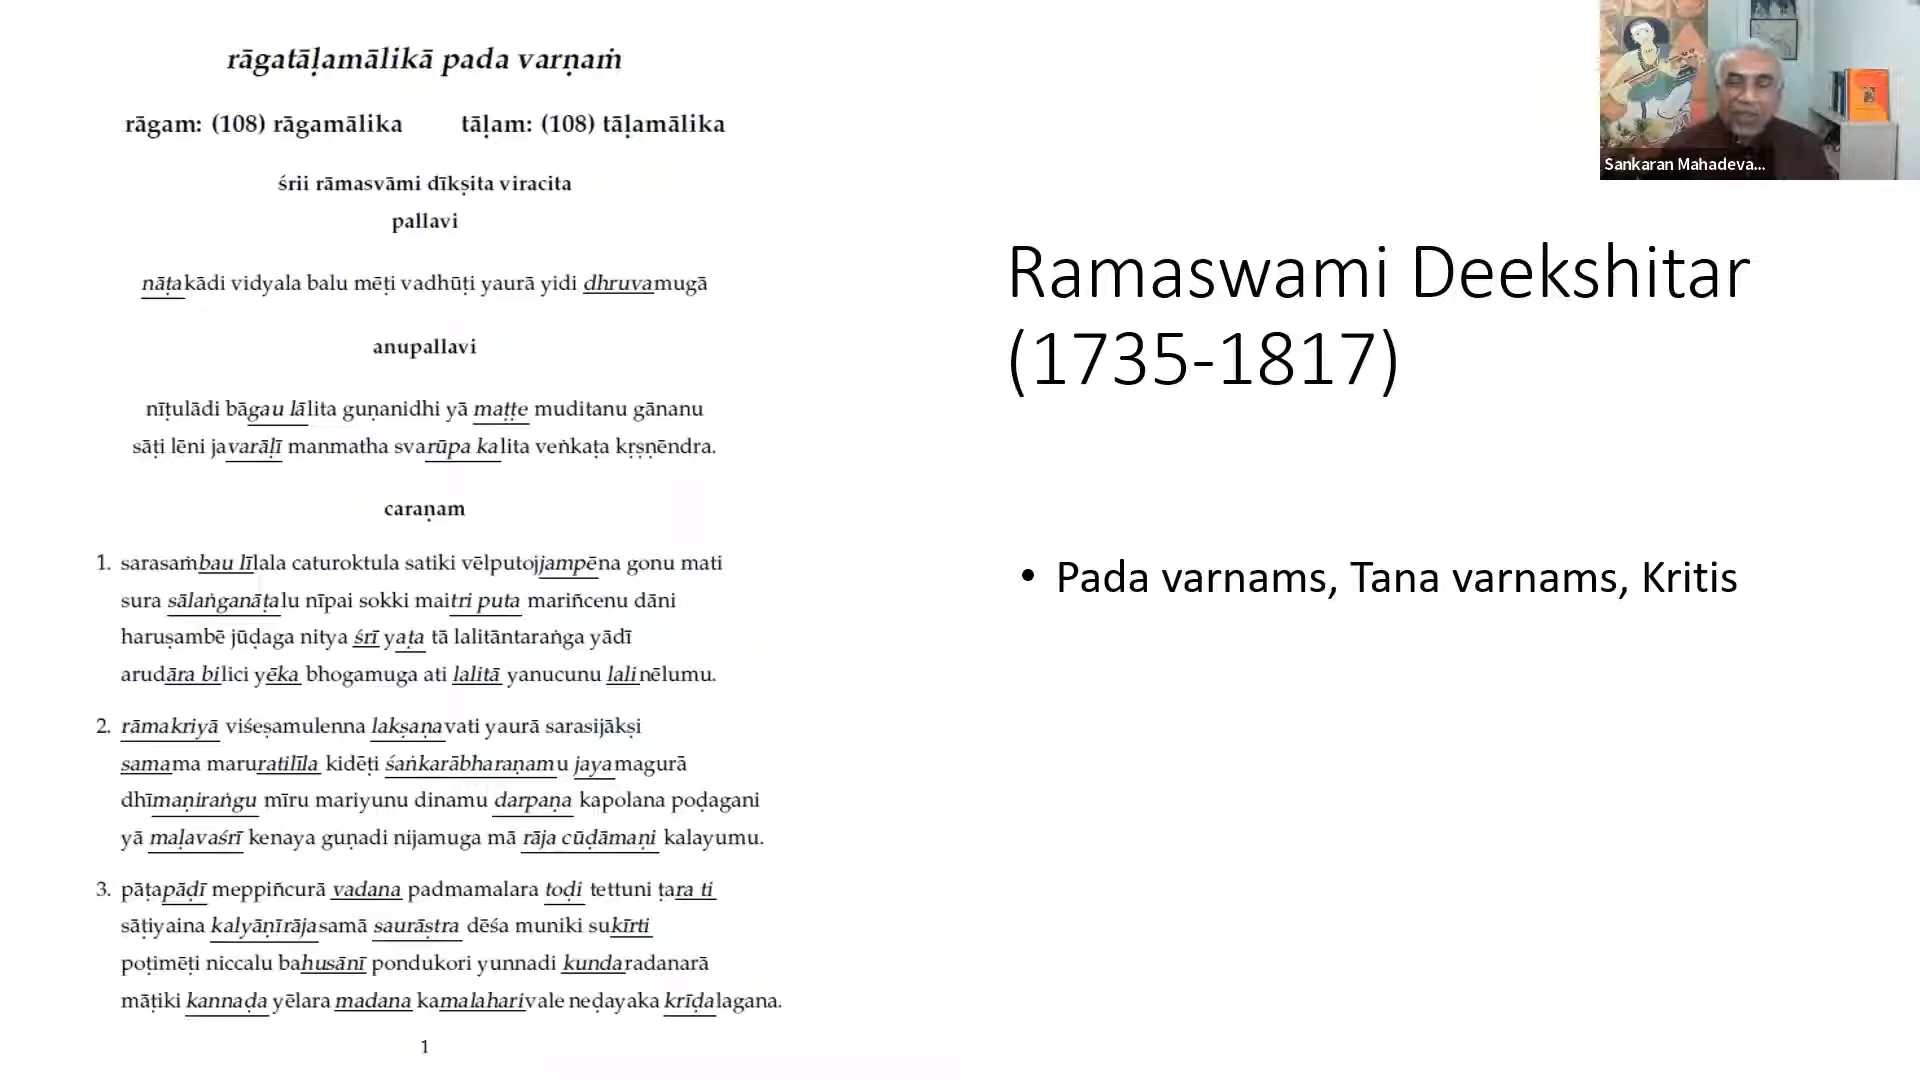 rāgatāḷamālikā pada varṇaṁ
rāgam: (108) rāgamālika tāḷam: (108) tāḷamālika
śrii rāmasvāmi dīkṣita viracita
pallavi
nāṭakādi vidyala balu mēṭi vadhūṭi yaurā yidi dhruvamugā
anupallavi
nīṭulādi bāgau lālita guṇanidhi yā maṭṭe muditanu gānanu
sāṭi lēni javarāḷī manmatha svarūpa kalita veṅkaṭa kṛṣṇēndra.
caraṇam
1. sarasaṁbau līlala caturoktula satiki vēlputojjampēna gonu mati
sura sālaṅganāṭalu nīpai sokki maitri puta mariñcenu dāni
haruṣambē jūḍaga nitya śrī yaṭa tā lalitāntaraṅga yādī
arudāra bilici yēka bhogamuga ati lalitā yanucunu lalinēlumu.
2. rāmakriyā viśeṣamulenna lakṣaṇavati yaurā sarasijākṣi
samama maruratilīla kidēṭi śaṅkarābharaṇamu jayamagurā
dhīmaṇiraṅgu mīru mariyunu dinamu darpaṇa kapolana poḍagani
yā maḷavaśrī kenaya guṇadi nijamuga mā rāja cūḍāmaṇi kalayumu.
3. pāṭapāḍī meppiñcurā vadana padmamalara toḍi tettuni ṭara ti
sāṭiyaina kalyāṇīrājasamā saurāṣtra dēśa muniki sukīrti
poṭimēṭi niccalu bahusānī pondukori yunnadi kundaradanarā
māṭiki kannaḍa yēlara madana kamalaharivale neḍayaka krīḍalagana.
1
Ramaswami Deekshitar
(1735-1817)
• Pada varnams, Tana varnams, Kritis
Sankaran Mahadeva...